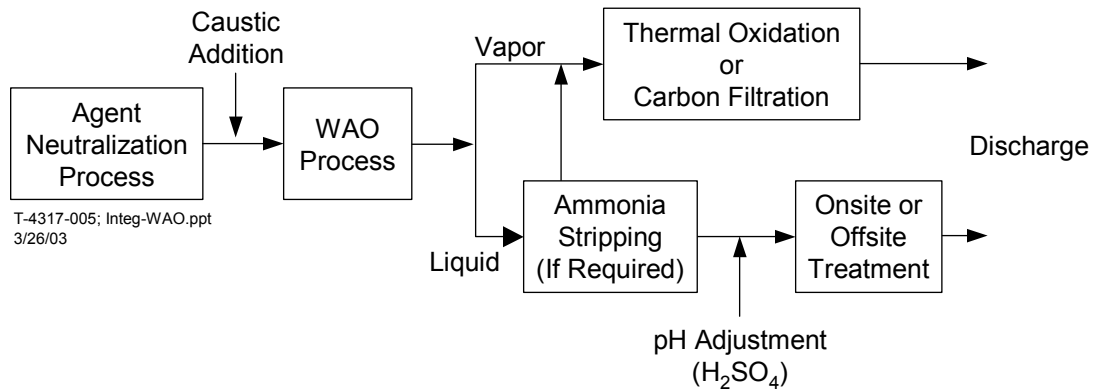 Caustic
Addition
Agent
Neutralization
Process
T-4317-005; Integ-WAO.ppt
3/26/03
WAO
Process
Vapor
Liquid
Thermal Oxidation
or
Carbon Filtration
Ammonia
Stripping
(If Required)
pH Adjustment
(H₂SO₄)
Onsite or
Offsite
Treatment
Discharge